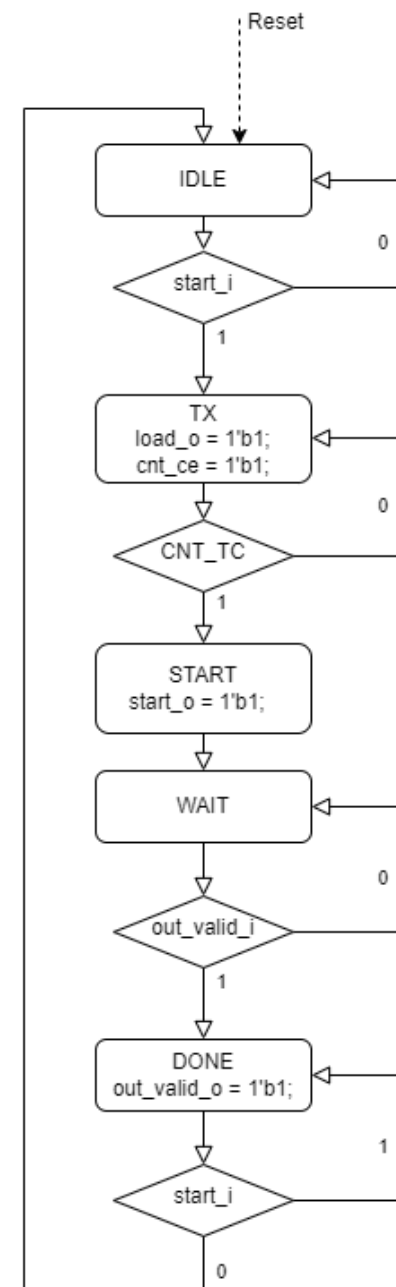 Reset
IDLE
0
start_i
1
TX
load_o = 1'b1;
cnt_ce = 1'b1;
0
CNT_TC
1
START
start_o = 1'b1;
WAIT
0
out_valid_i
1
DONE
out_valid_o = 1'b1;
1
start_i
0